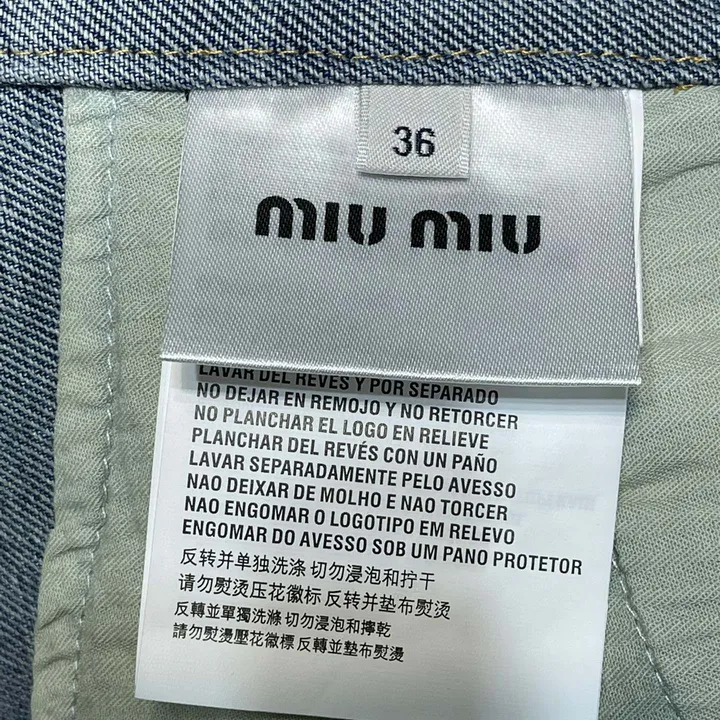 36
miu miu
LAVAR DEL REVES Y POR SEPARADO
NO DEJAR EN REMOJO Y NO RETORCER
NO PLANCHAR EL LOGO EN RELIEVE
PLANCHAR DEL REVÉS CON UN PAÑO
LAVAR SEPARADAMENTE PELO AVESSO
NAO DEIXAR DE MOLHO E NAO TORCER
NAO ENGOMAR O LOGOTIPO EM RELEVO
ENGOMAR DO AVESSO SOB UM PANO PROTETOR
反转并单独洗涤 切勿浸泡和拧干
请勿熨烫压花徽标 反转并垫布熨烫
反轉並單獨洗滌 切勿浸泡和擰乾
請勿熨燙壓花徽標 反轉並墊布熨燙